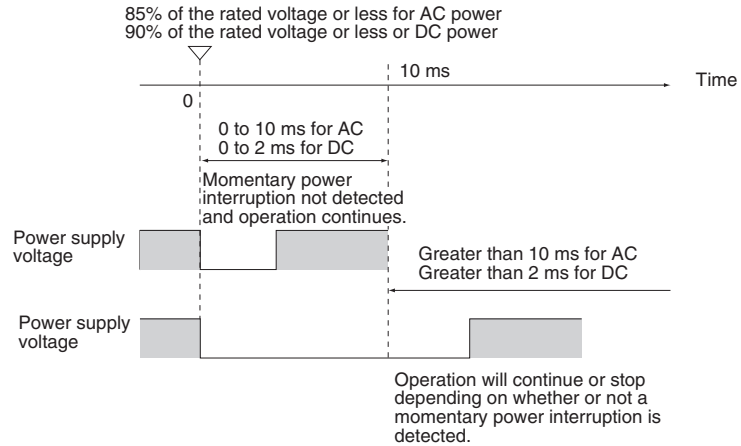 85% of the rated voltage or less for AC power
90% of the rated voltage or less or DC power
10 ms
Time
0
0 to 10 ms for AC
0 to 2 ms for DC
Momentary power
interruption not detected
and operation continues.
Power supply
voltage
Greater than 10 ms for AC
Greater than 2 ms for DC
Power supply
voltage
Operation will continue or stop
depending on whether or not a
momentary power interruption is
detected.